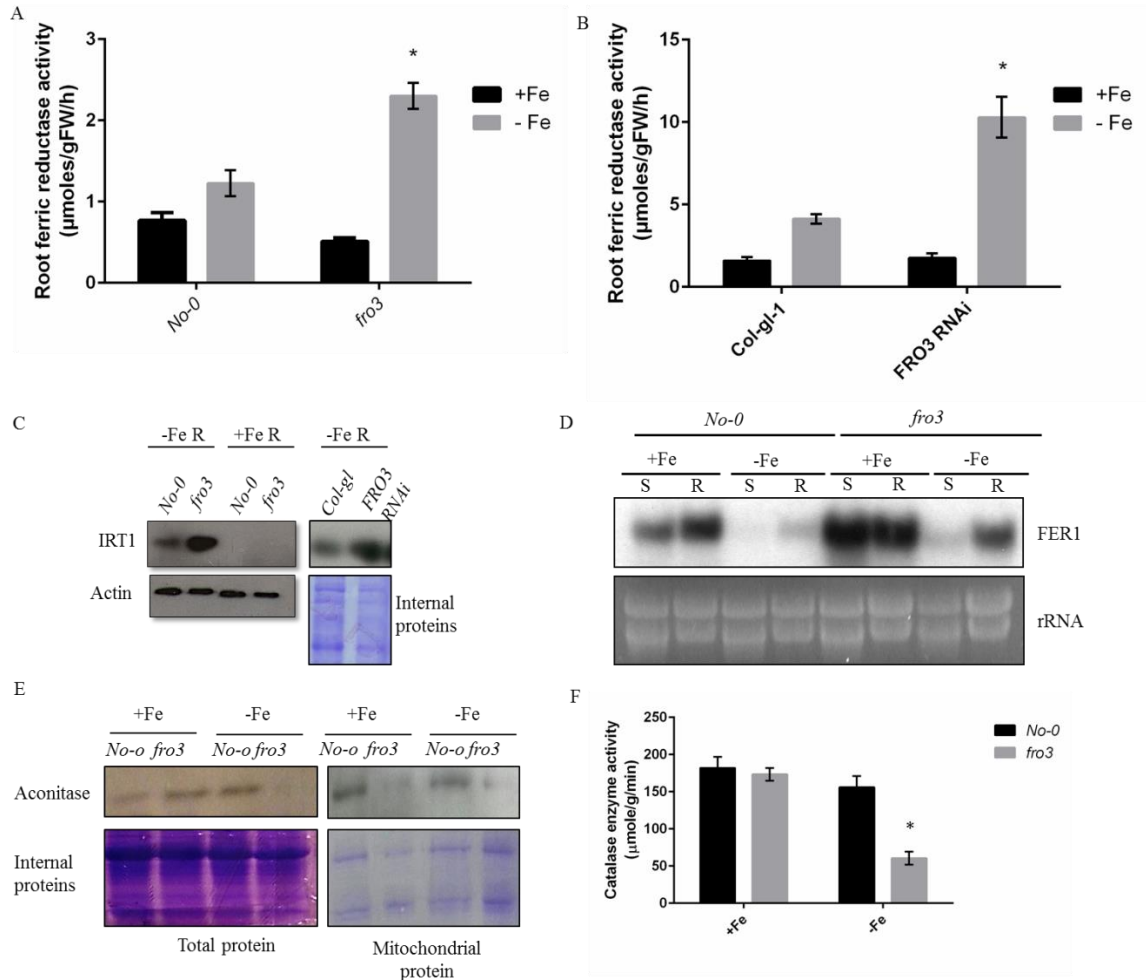 A
Root ferric reductase activity
(µmoles/gFW/h)
3
2
1
0
*
+Fe
- Fe
No-0
fro3
B
Root ferric reductase activity
(µmoles/gFW/h)
15
10
5
0
*
+Fe
- Fe
Col-gl-1
FRO3 RNAi
C
-Fe R +Fe R -Fe R
No-0 fro3 No-0 fro3 Col-gl FRO3 RNAi
IRT1
Actin
Internal
proteins
D
No-0 fro3
+Fe -Fe +Fe -Fe
S R S R S R S R
FER1
rRNA
E
+Fe -Fe +Fe -Fe
No-o fro3 No-o fro3 No-o fro3 No-o fro3
Aconitase
Internal
proteins
Total protein
Mitochondrial
protein
F
Catalase enzyme activity
(µmole/g/min)
250
200
150
100
50
0
*
No-0
fro3
+Fe
-Fe